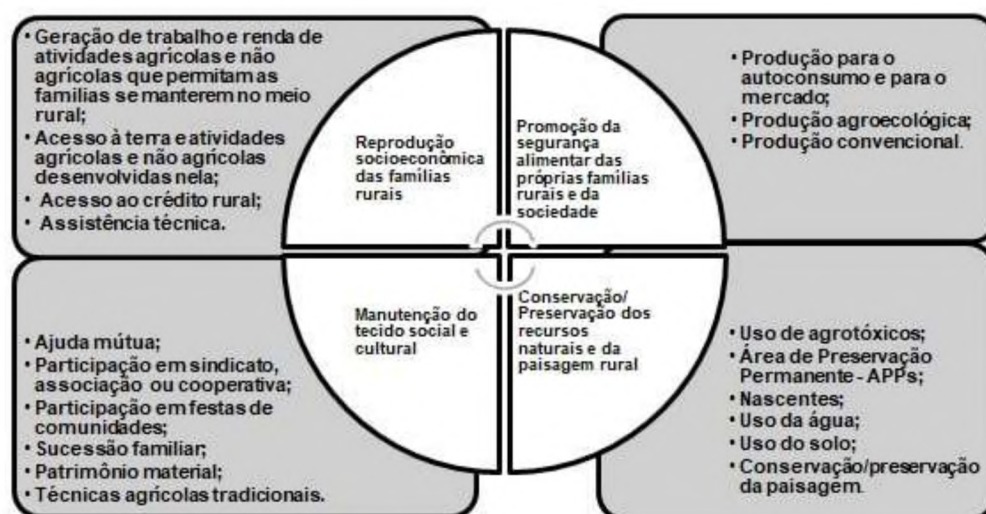 • Geração de trabalho e renda de
atividades agrícolas e não
agrícolas que permitam as
famílias se manterem no meio
rural;
• Acesso à terra e atividades
agrícolas e não agrícolas
desenvolvidas nela;
• Acesso ao crédito rural;
• Assistência técnica.
Reprodução
socioeconômica
das famílias
rurais
Promoção da
segurança
alimentar das
próprias famílias
rurais e da
sociedade
• Produção para o
autoconsumo e para o
mercado;
• Produção agroecológica;
• Produção convencional.
• Ajuda mútua;
• Participação em sindicato,
associação ou cooperativa;
• Participação em festas de
comunidades;
• Sucessão familiar;
• Patrimônio material;
• Técnicas agrícolas tradicionais.
Manutenção do
tecido social e
cultural
Conservação/
Preservação dos
recursos
naturais e da
paisagem rural
• Uso de agrotóxicos;
• Área de Preservação
Permanente - APPs;
• Nascentes;
• Uso da água;
• Uso do solo;
• Conservação/preservação
da paisagem.